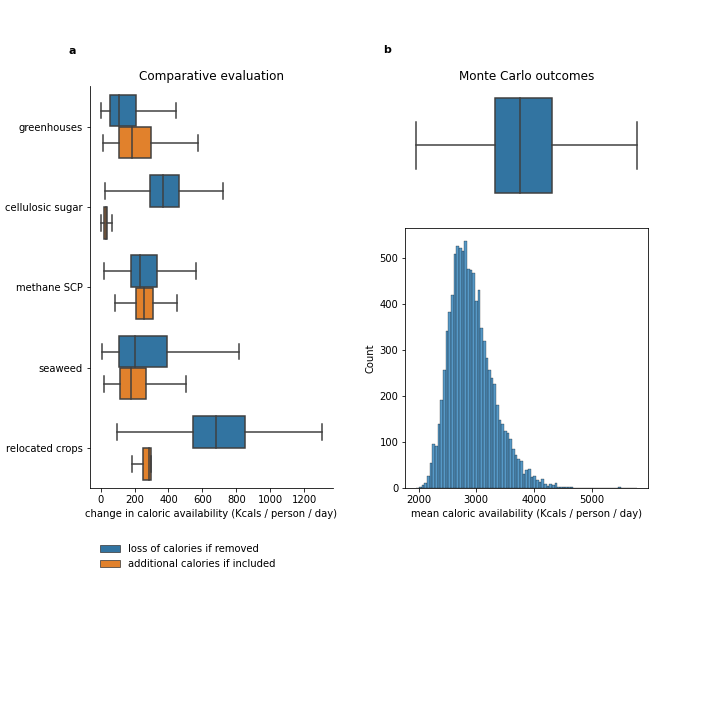 a
Comparative evaluation
greenhouses
cellulosic sugar
methane SCP
seaweed
relocated crops
0 200 400 600 800 1000 1200
change in caloric availability (Kcals / person / day)
loss of calories if removed
additional calories if included
b
Monte Carlo outcomes
500
400
300
200
100
0
Count
2000 3000 4000 5000
mean caloric availability (Kcals / person / day)